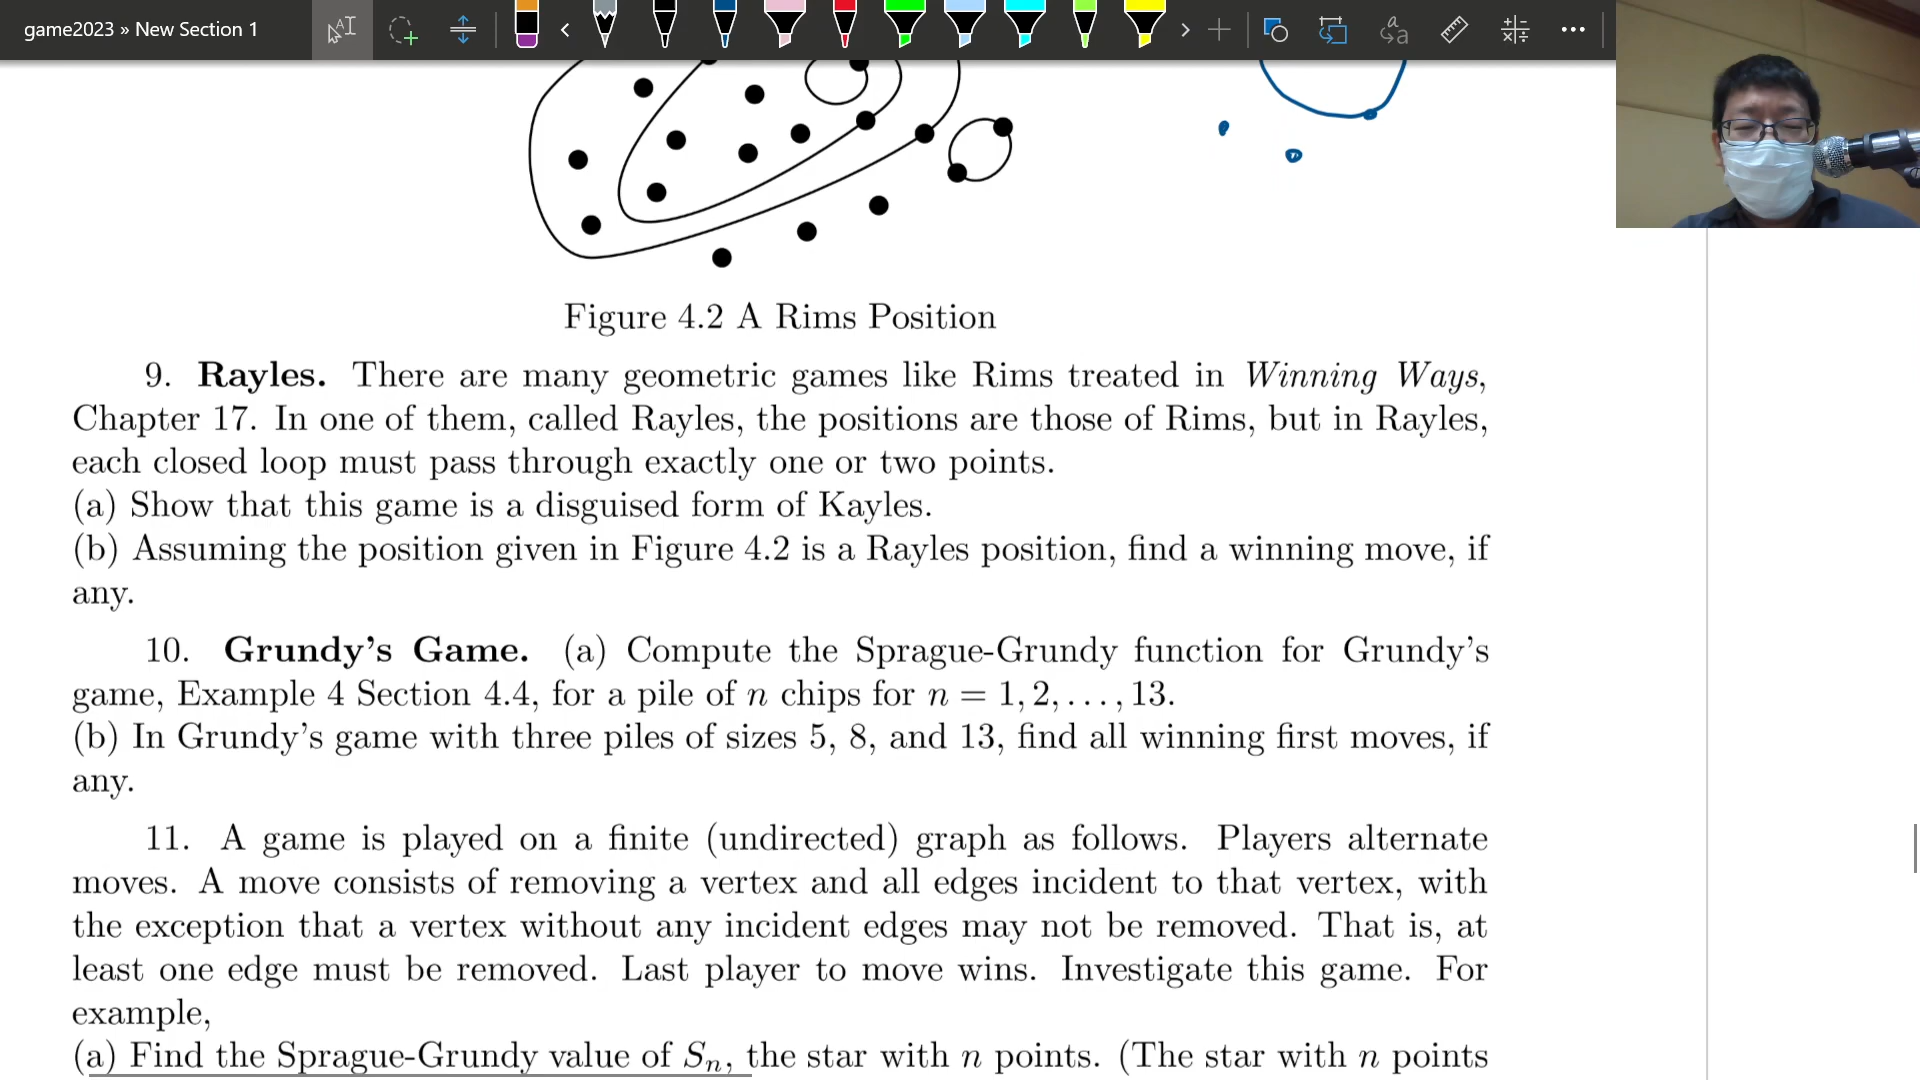 game2023 » New Section 1
Figure 4.2 A Rims Position
9. Rayles. There are many geometric games like Rims treated in Winning Ways,
Chapter 17. In one of them, called Rayles, the positions are those of Rims, but in Rayles,
each closed loop must pass through exactly one or two points.
(a) Show that this game is a disguised form of Kayles.
(b) Assuming the position given in Figure 4.2 is a Rayles position, find a winning move, if
any.
10. Grundy's Game. (a) Compute the Sprague-Grundy function for Grundy's
game, Example 4 Section 4.4, for a pile of n chips for n = 1, 2, . . . , 13.
(b) In Grundy's game with three piles of sizes 5, 8, and 13, find all winning first moves, if
any.
11. A game is played on a finite (undirected) graph as follows. Players alternate
moves. A move consists of removing a vertex and all edges incident to that vertex, with
the exception that a vertex without any incident edges may not be removed. That is, at
least one edge must be removed. Last player to move wins. Investigate this game. For
example,
(a) Find the Sprague-Grundy value of Sₙ, the star with n points. (The star with n points